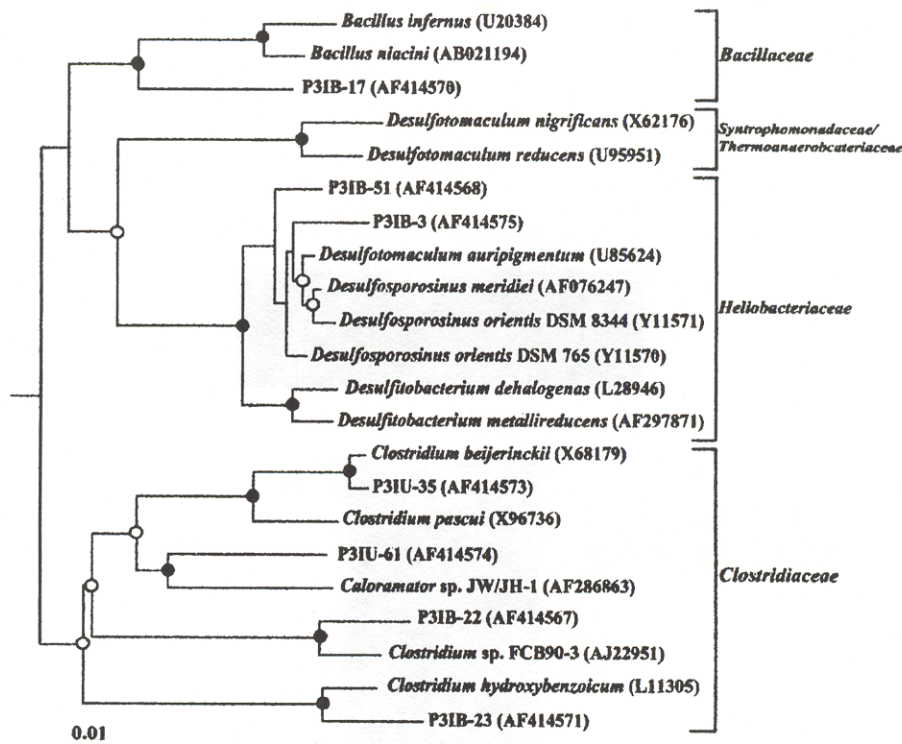 Bacillus infernus (U20384)
Bacillus niacini (AB021194)
P3IB-17 (AF414570)
Bacillaceae
Desulfotomaculum nigrificans (X62176)
Desulfotomaculum reducens (U95951)
Syntrophomonadaceae/
Thermoanaerobcateriaceae
P3IB-51 (AF414568)
P3IB-3 (AF414575)
Desulfotomaculum auripigmentum (U85624)
Desulfosporosinus meridiei (AF076247)
Desulfosporosinus orientis DSM 8344 (Y11571)
Desulfosporosinus orientis DSM 765 (Y11570)
Desulfitobacterium dehalogenas (L28946)
Desulfitobacterium metallireducens (AF297871)
Heliobacteriaceae
Clostridium beijerinckii (X68179)
P3IU-35 (AF414573)
Clostridium pascui (X96736)
P3IU-61 (AF414574)
Caloramator sp. JW/JH-1 (AF286863)
P3IB-22 (AF414567)
Clostridium sp. FCB90-3 (AJ22951)
Clostridium hydroxybenzoicum (L11305)
P3IB-23 (AF414571)
Clostridiaceae
0.01